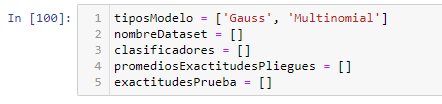 In [100]:
1 tiposModelo = ['Gauss', 'Multinomial']
2 nombreDataset = []
3 clasificadores = []
4 promediosExactitudesPliegues = []
5 exactitudesPrueba = []